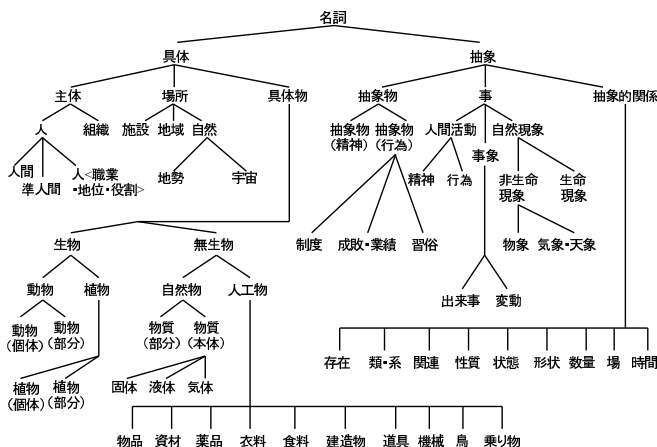 名詞
具体
抽象
主体
場所
具体物
抽象物
事
抽象的関係
人
組織
施設
地域
自然
抽象物
(精神)
抽象物
(行為)
人間活動
事象
自然現象
人間
準人間
人<職業
・地位・役割>
地勢
宇宙
精神
行為
非生命
現象
生命
現象
制度
成敗・業績
習俗
物象
気象・天象
生物
無生物
動物
植物
自然物
人工物
出来事
変動
動物
(個体)
動物
(部分)
物質
(部分)
物質
(本体)
存在
類・系
関連
性質
状態
形状
数量
場
時間
植物
(個体)
植物
(部分)
固体
液体
気体
物品
資材
薬品
衣料
食料
建造物
道具
機械
鳥
乗り物